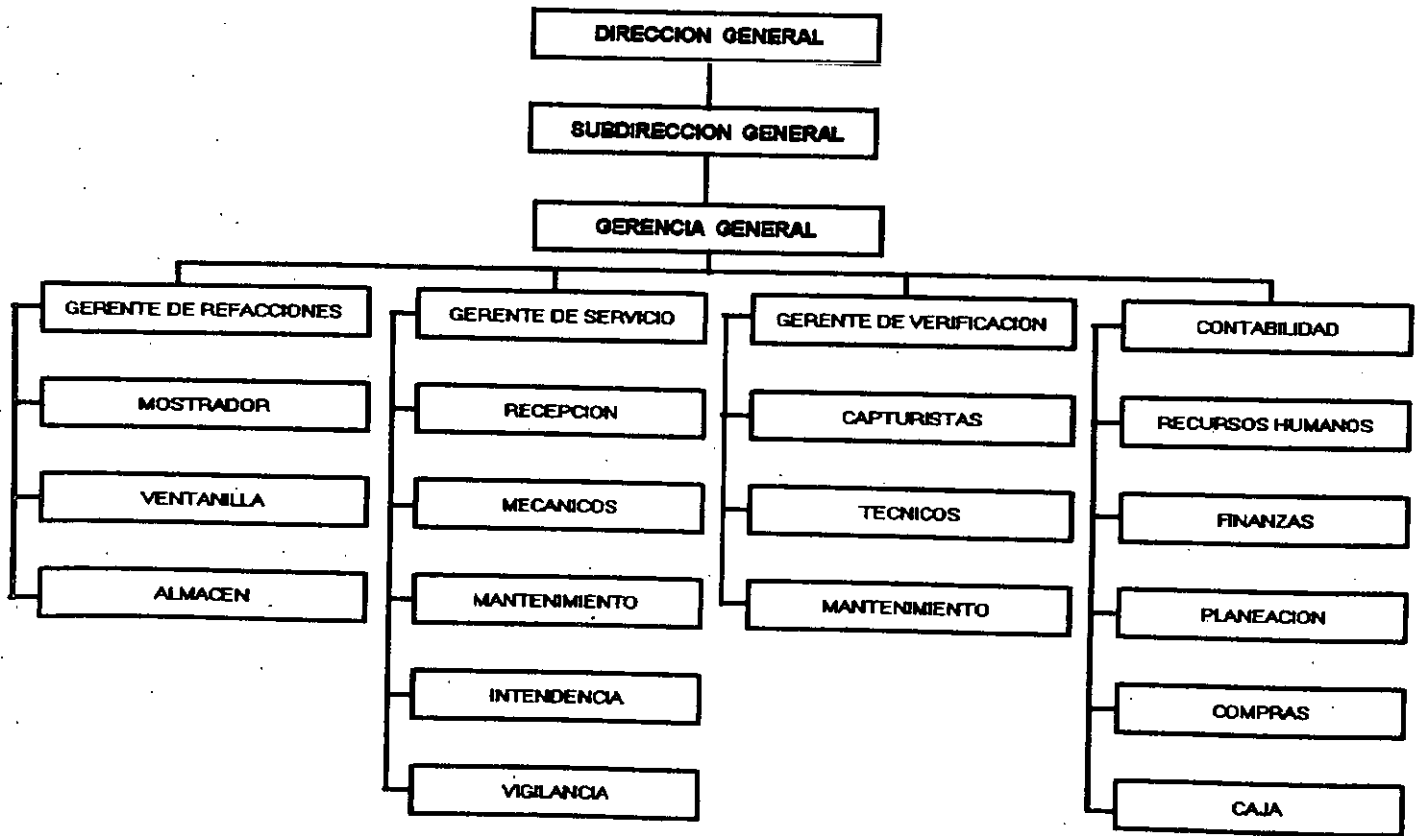 DIRECCION GENERAL
SUBDIRECCION GENERAL
GERENCIA GENERAL
GERENTE DE REFACCIONES
MOSTRADOR
VENTANILLA
ALMACEN
GERENTE DE SERVICIO
RECEPCION
MECANICOS
MANTENIMIENTO
INTENDENCIA
VIGILANCIA
GERENTE DE VERIFICACION
CAPTURISTAS
TECNICOS
MANTENIMIENTO
CONTABILIDAD
RECURSOS HUMANOS
FINANZAS
PLANEACION
COMPRAS
CAJA